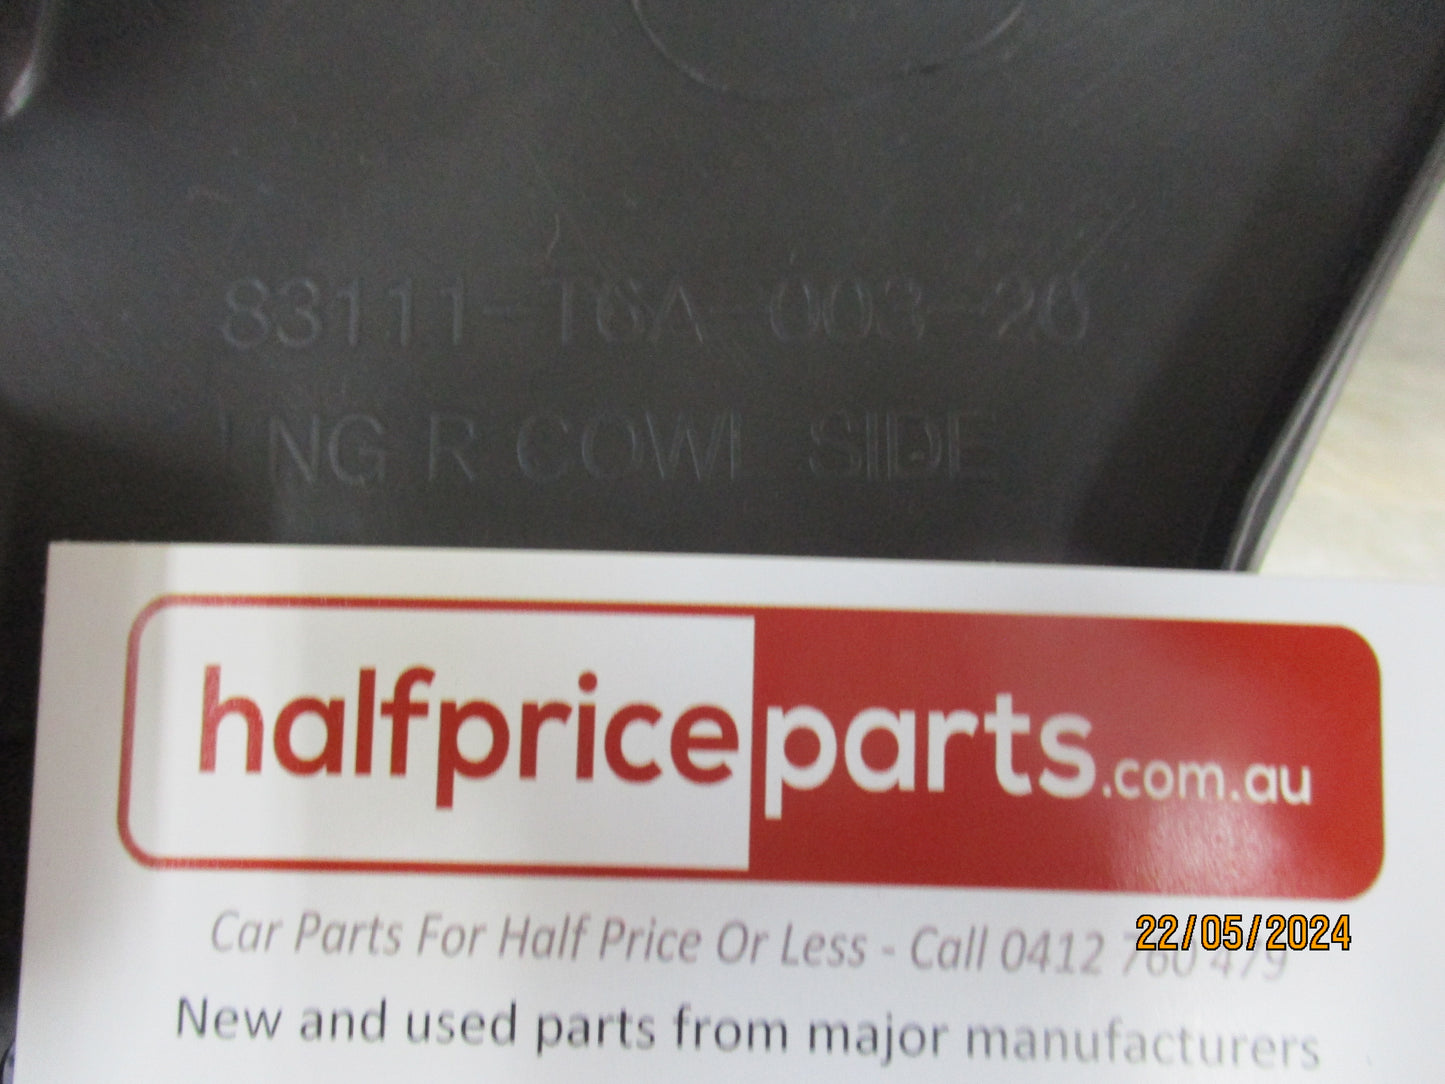 83111-T6A-003-20
LNG R COWL SIDE
halfpriceparts.com.au
Car Parts For Half Price Or Less - Call 0412 760 479
22/05/2024
New and used parts from major manufacturers